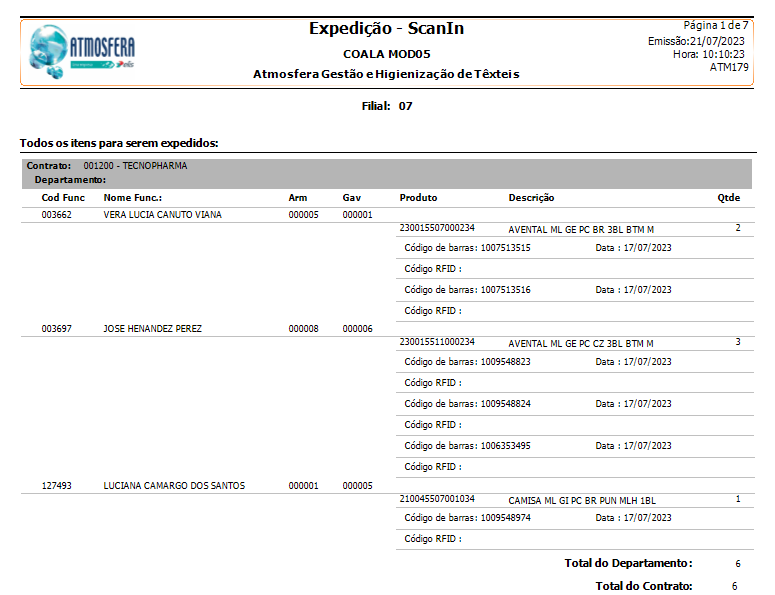 ATMOSFERA
Expedição - ScanIn
COALA MOD05
Atmosfera Gestão e Higienização de Têxteis
Página 1 de 7
Emissão:21/07/2023
Hora: 10:10:23
ATM179
Filial: 07
Todos os itens para serem expedidos:
Contrato: 001200 - TECNOPHARMA
Departamento:
Cod Func Nome Func.: Arm Gav Produto Descrição Qtde
003662 VERA LUCIA CANUTO VIANA 000005 000001
230015507000234 AVENTAL ML GE PC BR 3BL BTM M 2
Código de barras: 1007513515 Data : 17/07/2023
Código RFID :
Código de barras: 1007513516 Data : 17/07/2023
Código RFID :
003697 JOSE HENANDEZ PEREZ 000008 000006
230015511000234 AVENTAL ML GE PC CZ 3BL BTM M 3
Código de barras: 1009548823 Data : 17/07/2023
Código RFID :
Código de barras: 1009548824 Data : 17/07/2023
Código RFID :
Código de barras: 1006353495 Data : 17/07/2023
Código RFID :
127493 LUCIANA CAMARGO DOS SANTOS 000001 000005
210045507001034 CAMISA ML GI PC BR PUN MLH 1BL 1
Código de barras: 1009548974 Data : 17/07/2023
Código RFID :
Total do Departamento: 6
Total do Contrato: 6